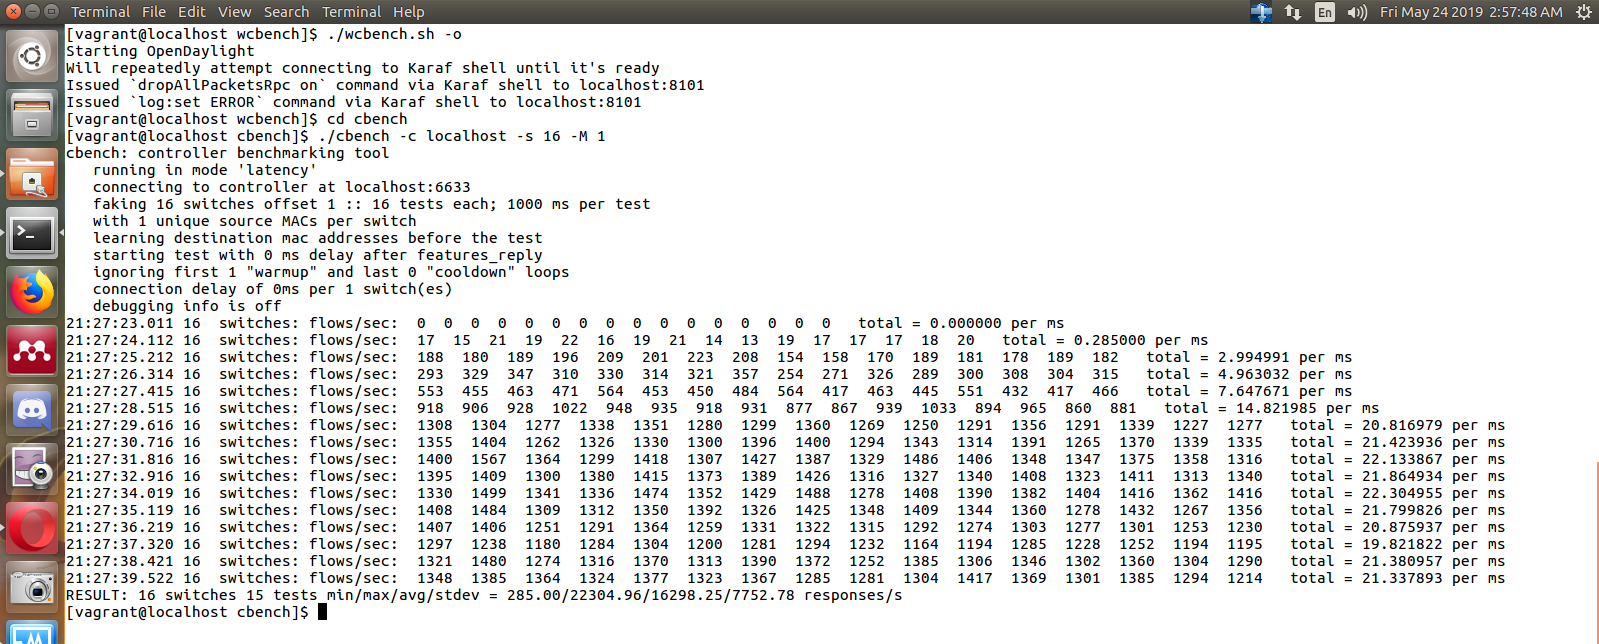 Terminal File Edit View Search Terminal Help En Fri May 24 2019 2:57:48 AM
[vagrant@localhost wcbench]$ ./wcbench.sh -o
Starting OpenDaylight
Will repeatedly attempt connecting to Karaf shell until it's ready
Issued `dropAllPacketsRpc on` command via Karaf shell to localhost:8101
Issued `log:set ERROR` command via Karaf shell to localhost:8101
[vagrant@localhost wcbench]$ cd cbench
[vagrant@localhost cbench]$ ./cbench -c localhost -s 16 -M 1
cbench: controller benchmarking tool
   running in mode 'latency'
   connecting to controller at localhost:6633
   faking 16 switches offset 1 :: 16 tests each; 1000 ms per test
   with 1 unique source MACs per switch
   learning destination mac addresses before the test
   starting test with 0 ms delay after features_reply
   ignoring first 1 "warmup" and last 0 "cooldown" loops
   connection delay of 0ms per 1 switch(es)
   debugging info is off
21:27:23.011 16  switches: flows/sec:  0  0  0  0  0  0  0  0  0  0  0  0  0  0  0  0   total = 0.000000 per ms
21:27:24.112 16  switches: flows/sec:  17  15  21  19  22  16  19  21  14  13  19  17  17  17  18  20   total = 0.285000 per ms
21:27:25.212 16  switches: flows/sec:  188  180  189  196  209  201  223  208  154  158  170  189  181  178  189  182   total = 2.994991 per ms
21:27:26.314 16  switches: flows/sec:  293  329  347  310  330  314  321  357  254  271  326  289  300  308  304  315   total = 4.963032 per ms
21:27:27.415 16  switches: flows/sec:  553  455  463  471  564  453  450  484  564  417  463  445  551  432  417  466   total = 7.647671 per ms
21:27:28.515 16  switches: flows/sec:  918  906  928  1022  948  935  918  931  877  867  939  1033  894  965  860  881   total = 14.821985 per ms
21:27:29.616 16  switches: flows/sec:  1308  1304  1277  1338  1351  1280  1299  1360  1269  1250  1291  1356  1291  1339  1227  1277   total = 20.816979 per ms
21:27:30.716 16  switches: flows/sec:  1355  1404  1262  1326  1330  1300  1396  1400  1294  1343  1314  1391  1265  1370  1339  1335   total = 21.423936 per ms
21:27:31.816 16  switches: flows/sec:  1400  1567  1364  1299  1418  1307  1427  1387  1329  1486  1406  1348  1347  1375  1358  1316   total = 22.133867 per ms
21:27:32.916 16  switches: flows/sec:  1395  1409  1300  1380  1415  1373  1389  1426  1316  1327  1340  1408  1323  1411  1313  1340   total = 21.864934 per ms
21:27:34.019 16  switches: flows/sec:  1330  1499  1341  1336  1474  1352  1429  1488  1278  1408  1390  1382  1404  1416  1362  1416   total = 22.304955 per ms
21:27:35.119 16  switches: flows/sec:  1408  1484  1309  1312  1350  1392  1326  1425  1348  1409  1344  1360  1278  1432  1267  1356   total = 21.799826 per ms
21:27:36.219 16  switches: flows/sec:  1407  1406  1251  1291  1364  1259  1331  1322  1315  1292  1274  1303  1277  1301  1253  1230   total = 20.875937 per ms
21:27:37.320 16  switches: flows/sec:  1297  1238  1180  1284  1304  1200  1281  1294  1232  1164  1194  1285  1228  1252  1194  1195   total = 19.821822 per ms
21:27:38.421 16  switches: flows/sec:  1321  1480  1274  1316  1370  1313  1390  1372  1252  1385  1306  1346  1302  1360  1304  1290   total = 21.380957 per ms
21:27:39.522 16  switches: flows/sec:  1348  1385  1364  1324  1377  1323  1367  1285  1281  1304  1417  1369  1301  1385  1294  1214   total = 21.337893 per ms
RESULT: 16 switches 15 tests min/max/avg/stdev = 285.00/22304.96/16298.25/7752.78 responses/s
[vagrant@localhost cbench]$